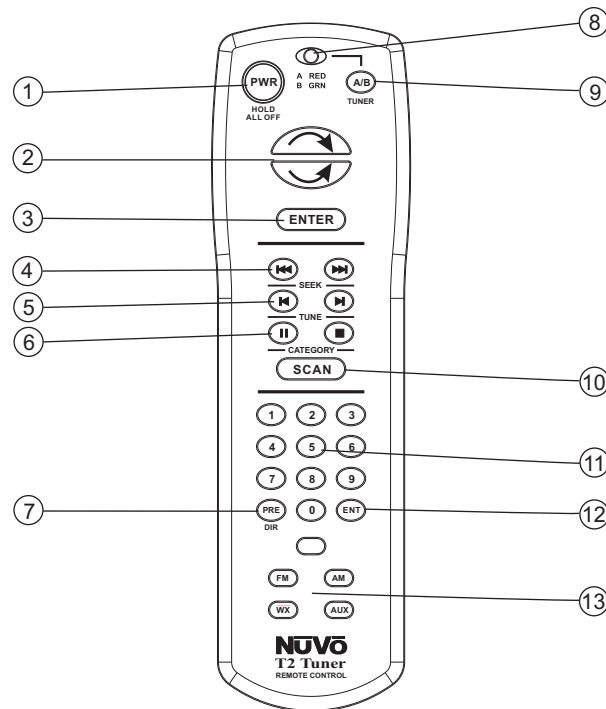 8
PWR
A RED
B GRN
A/B
1
9
HOLD
ALL OFF
TUNER
2
3
ENTER
4
SEEK
5
TUNE
6
CATEGORY
SCAN
10
1 2 3
4 5 6
11
7 8 9
7
PRE 0 ENT
12
DIR
FM AM
13
WX AUX
NŪVŌ
T2 Tuner
REMOTE CONTROL